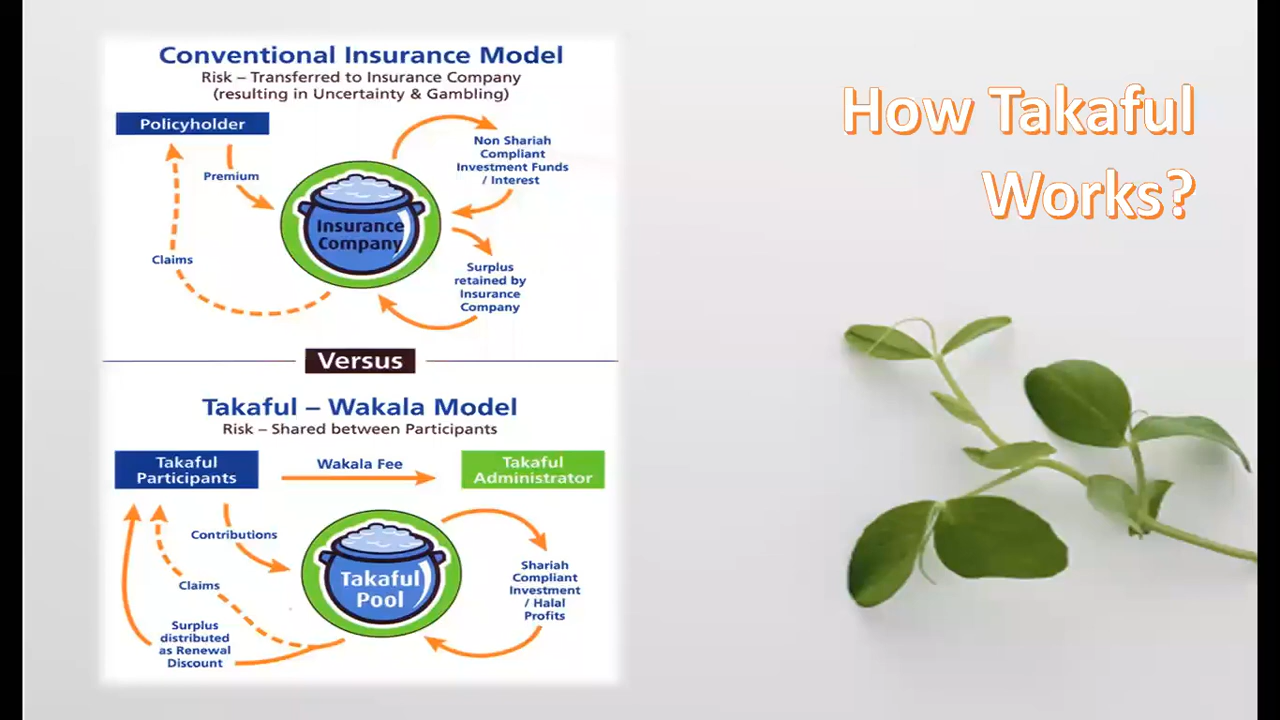 Conventional Insurance Model
Risk – Transferred to Insurance Company
(resulting in Uncertainty & Gambling)
Policyholder
Premium
Claims
Insurance
Company
Non Shariah
Compliant
Investment Funds
/ Interest
Surplus
retained by
Insurance
Company
Versus
Takaful – Wakala Model
Risk – Shared between Participants
Takaful
Participants
Wakala Fee
Takaful
Administrator
Contributions
Claims
Takaful
Pool
Shariah
Compliant
Investment
/ Halal
Profits
Surplus
distributed
as Renewal
Discount
How Takaful
Works?